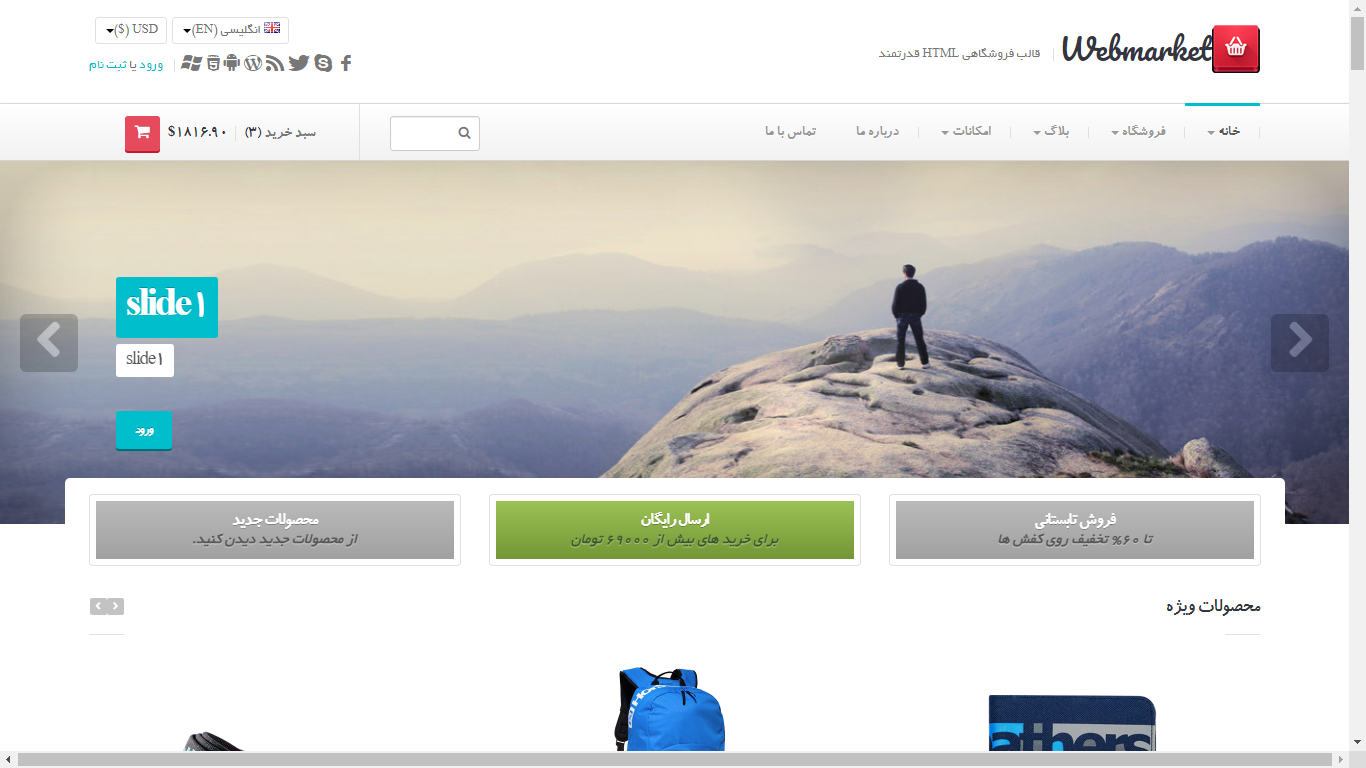 انگلیسی (EN)
USD ($)
Webmarket
قالب فروشگاهی HTML قدرتمند
ورود یا ثبت نام
خانه
فروشگاه
بلاگ
امکانات
درباره ما
تماس با ما
سبد خرید (۳)
$۱۸۱۶.۹۰
slide۱
slide۱
ورود
فروش تابستانی
تا ۶۰% تخفیف روی کفش ها
ارسال رایگان
برای خرید های بیش از ۶۹۰۰۰ تومان
محصولات جدید
از محصولات جدید دیدن کنید.
محصولات ویژه
athers